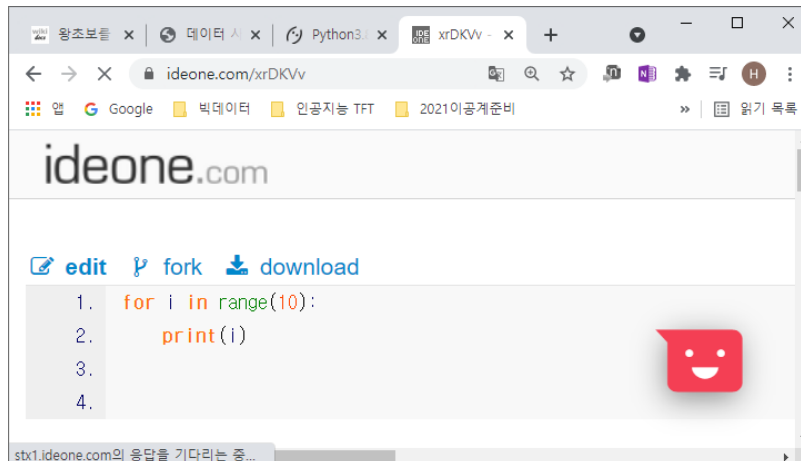 왕초보를
데이터 시
Python3.
xrDKVv -
ideone.com/xrDKVv
앱 Google 빅데이터 인공지능 TFT 2021이공계준비 » 읽기 목록
ideone.com
edit fork download
1. for i in range(10):
2. print(i)
3.
4.
stx1.ideone.com의 응답을 기다리는 중...